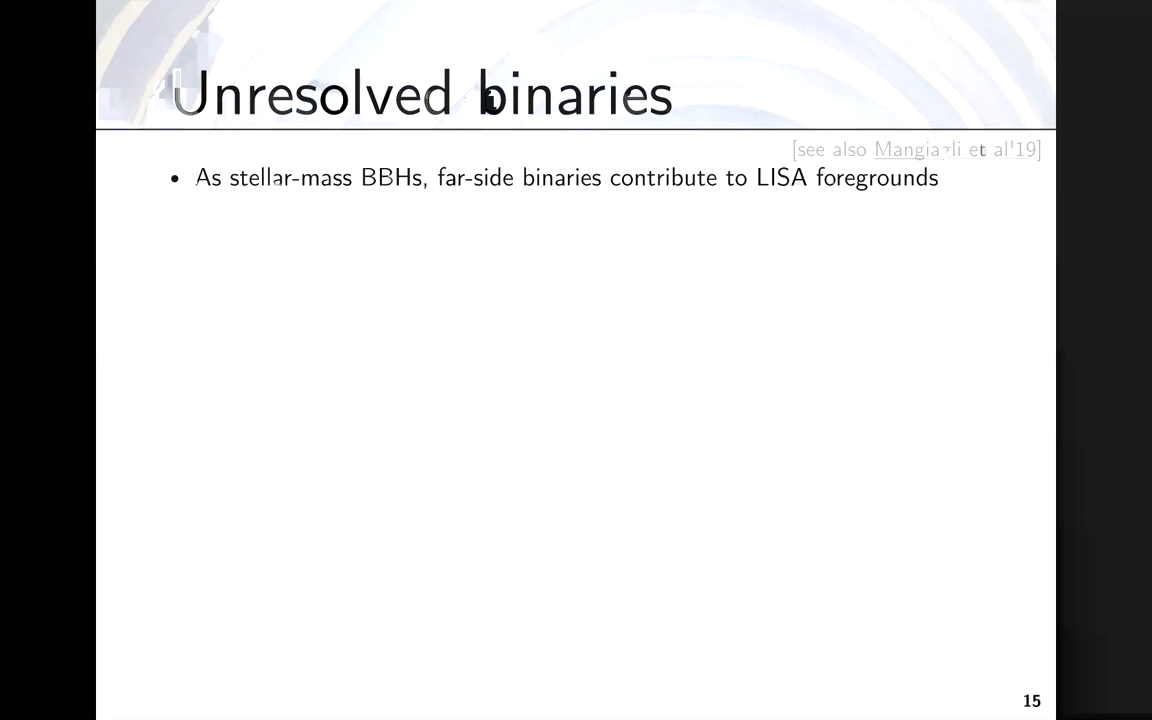 Unresolved binaries
[see also Mangiagli et al'19]
• As stellar-mass BBHs, far-side binaries contribute to LISA foregrounds
15